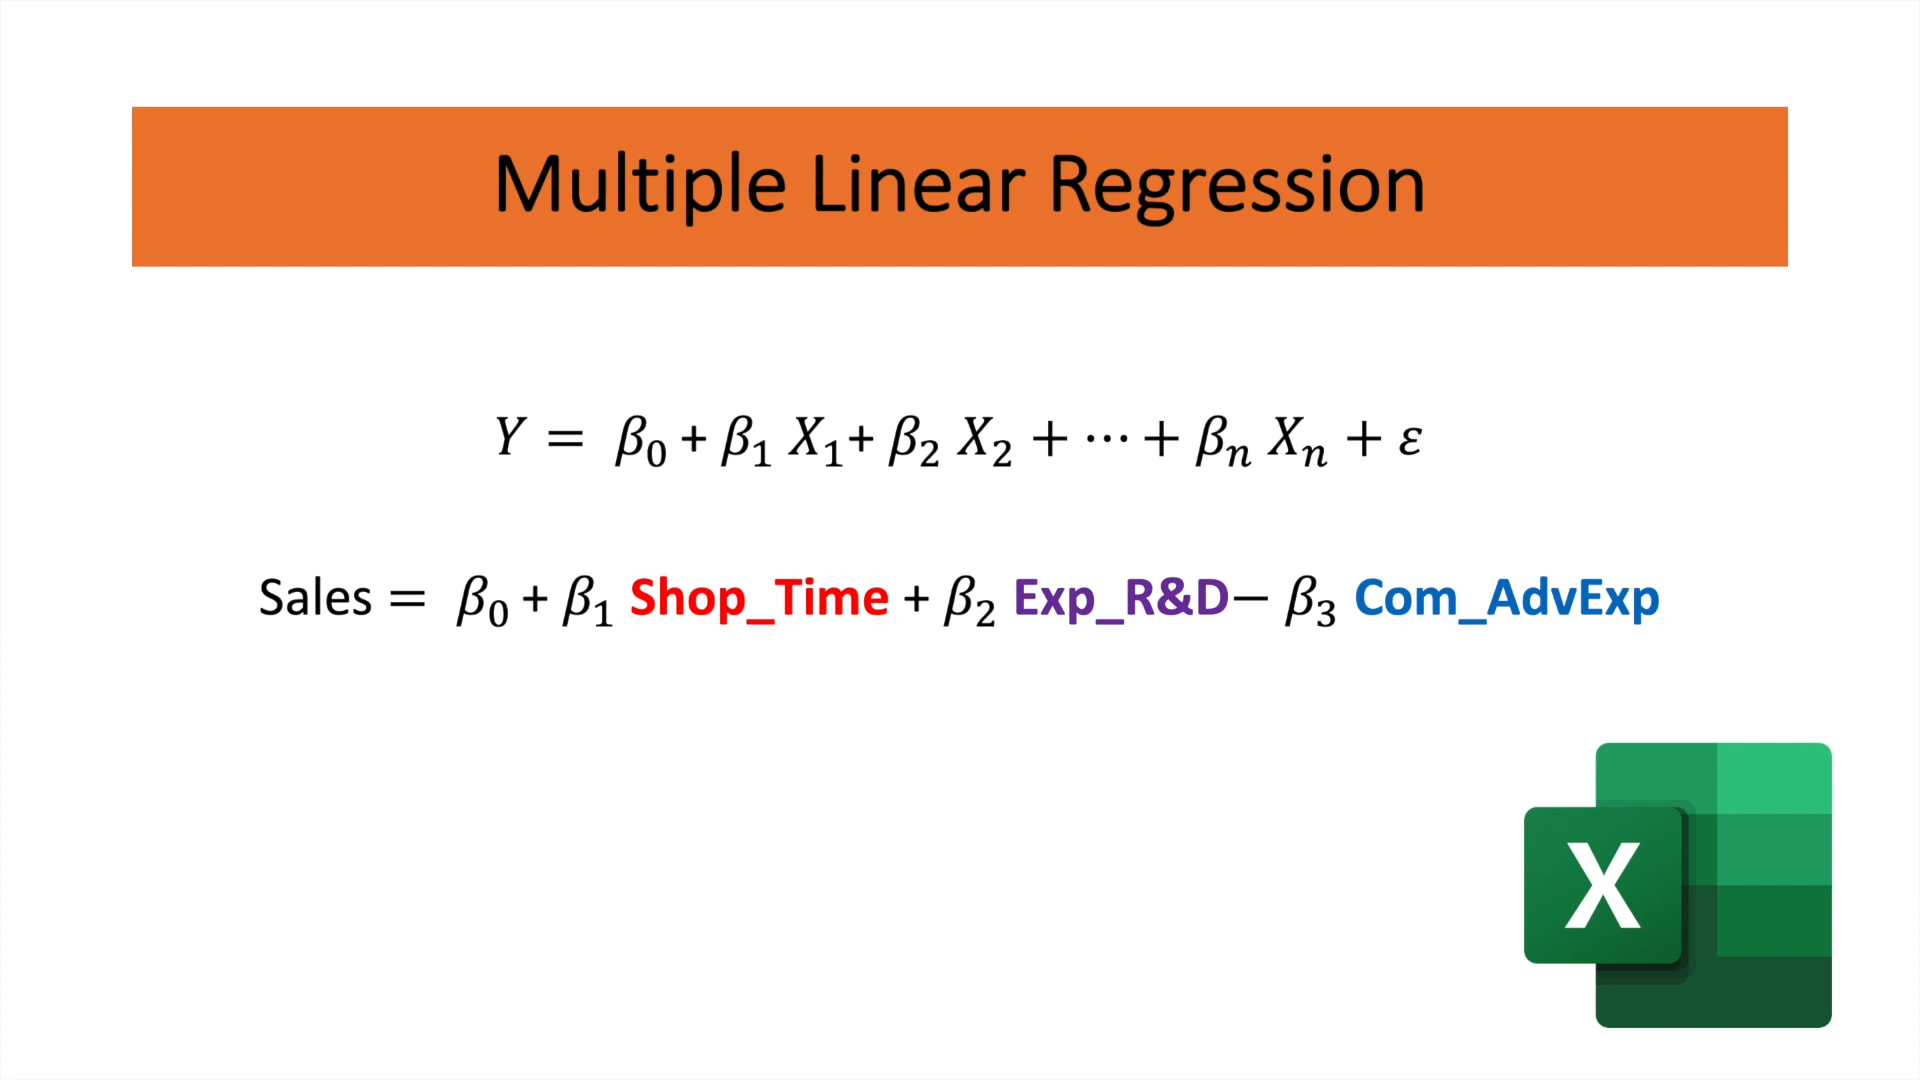 Multiple Linear Regression
𝑌 = 𝛽₀ + 𝛽₁ 𝑋₁+ 𝛽₂ 𝑋₂ + ⋯ + 𝛽ₙ 𝑋ₙ + 𝜀
Sales = 𝛽₀ + 𝛽₁ Shop_Time + 𝛽₂ Exp_R&D− 𝛽₃ Com_AdvExp
X